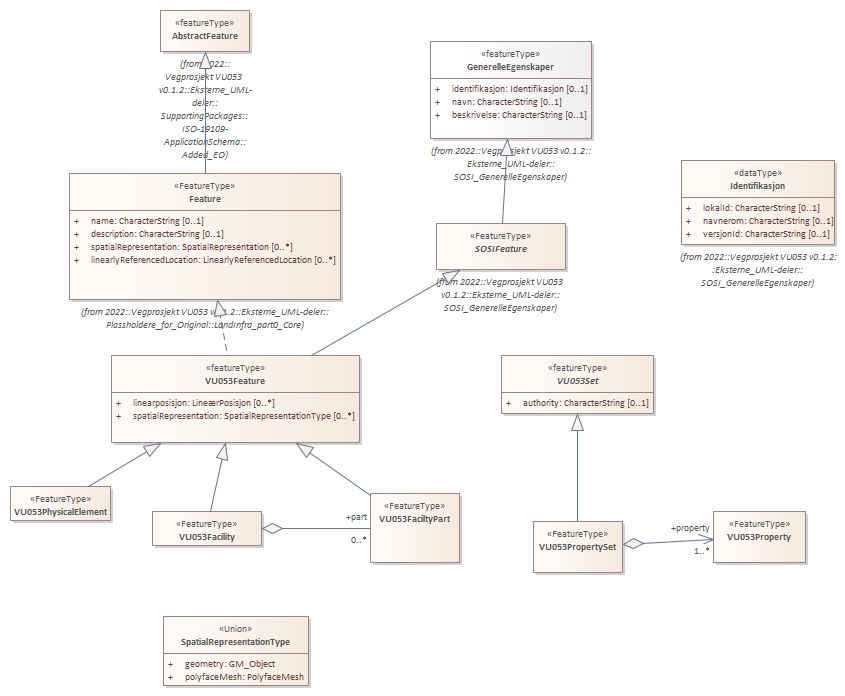 «featureType»
AbstractFeature
(from 2022::
Vegprosjekt VU053
v0.1.2::Eksterne_UML-
deler::
SupportingPackages::
ISO-19109-
ApplicationSchema::
Added_EO)
«featureType»
GenerelleEgenskaper
+ identifikasjon: Identifikasjon [0..1]
+ navn: CharacterString [0..1]
+ beskrivelse: CharacterString [0..1]
(from 2022::Vegprosjekt VU053 v0.1.2::
Eksterne_UML-deler::
SOSI_GenerelleEgenskaper)
«dataType»
Identifikasjon
+ lokalId: CharacterString [0..1]
+ navnerom: CharacterString [0..1]
+ versjonId: CharacterString [0..1]
(from 2022::Vegprosjekt VU053 v0.1.2:
:Eksterne_UML-deler::
SOSI_GenerelleEgenskaper)
«FeatureType»
Feature
+ name: CharacterString [0..1]
+ description: CharacterString [0..1]
+ spatialRepresentation: SpatialRepresentation [0..*]
+ linearlyReferencedLocation: LinearlyReferencedLocation [0..*]
(from 2022::Vegprosjekt VU053 v0.1.2::Eksterne_UML-deler::
Plassholdere_for_Original::LandInfra_part0_Core)
«FeatureType»
SOSIFeature
(from 2022::Vegprosjekt VU053
v0.1.2::Eksterne_UML-deler::
SOSI_GenerelleEgenskaper)
«featureType»
VU053Feature
+ linearposisjon: LineærPosisjon [0..*]
+ spatialRepresentation: SpatialRepresentationType [0..*]
«featureType»
VU053Set
+ authority: CharacterString [0..1]
«FeatureType»
VU053PhysicalElement
«FeatureType»
VU053Facility
+part
0..*
«FeatureType»
VU053FaciltyPart
«FeatureType»
VU053PropertySet
+property
1..*
«FeatureType»
VU053Property
«Union»
SpatialRepresentationType
+ geometry: GM_Object
+ polyfaceMesh: PolyfaceMesh